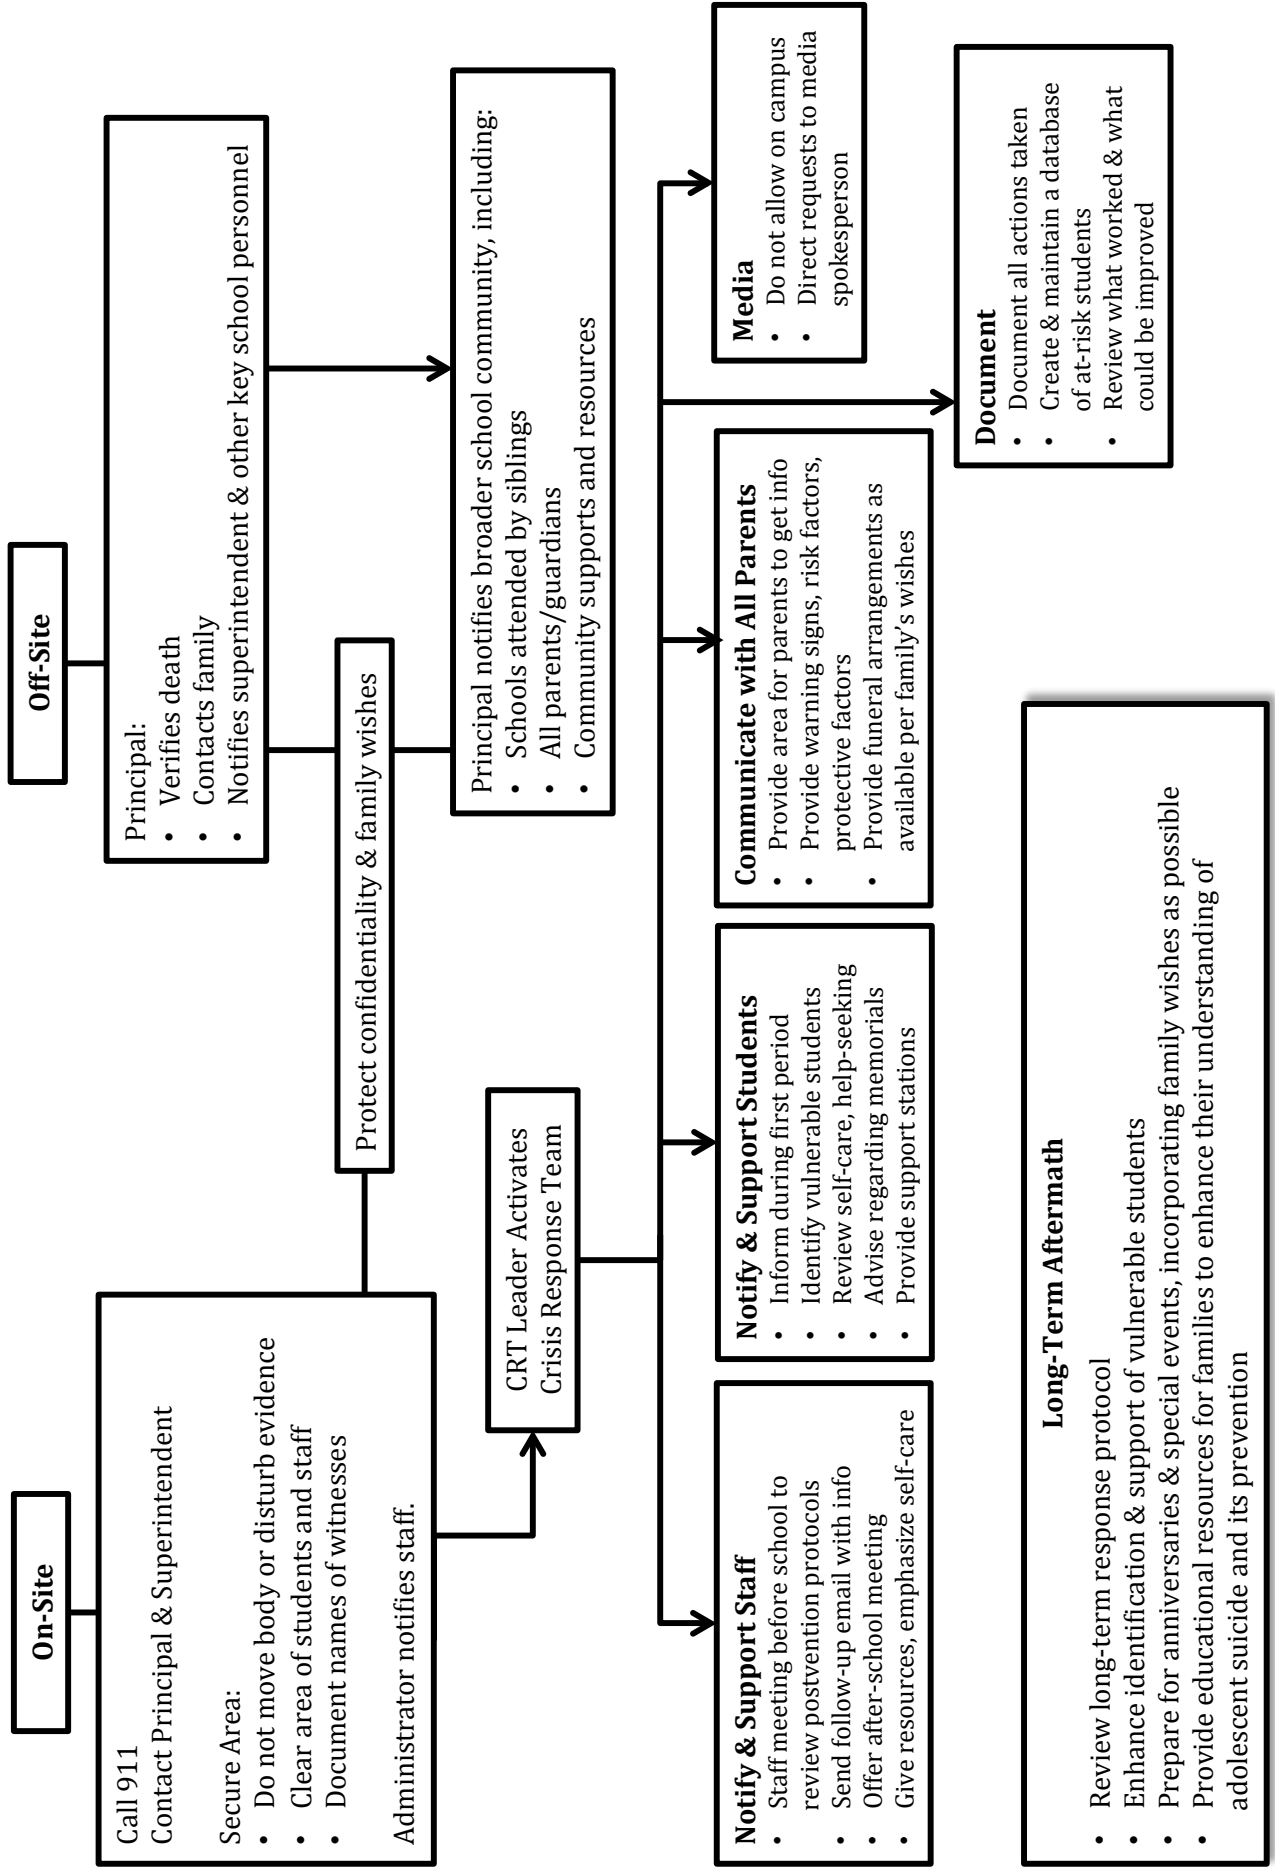 On-Site
Call 911
Contact Principal & Superintendent
Secure Area:
• Do not move body or disturb evidence
• Clear area of students and staff
• Document names of witnesses
Administrator notifies staff.
Off-Site
Principal:
• Verifies death
• Contacts family
• Notifies superintendent & other key school personnel
Protect confidentiality & family wishes
Principal notifies broader school community, including:
• Schools attended by siblings
• All parents/guardians
• Community supports and resources
CRT Leader Activates
Crisis Response Team
Notify & Support Staff
• Staff meeting before school to
review postvention protocols
• Send follow-up email with info
• Offer after-school meeting
• Give resources, emphasize self-care
Notify & Support Students
• Inform during first period
• Identify vulnerable students
• Review self-care, help-seeking
• Advise regarding memorials
• Provide support stations
Communicate with All Parents
• Provide area for parents to get info
• Provide warning signs, risk factors,
protective factors
• Provide funeral arrangements as
available per family's wishes
Media
• Do not allow on campus
• Direct requests to media
spokesperson
Document
• Document all actions taken
• Create & maintain a database
of at-risk students
• Review what worked & what
could be improved
Long-Term Aftermath
• Review long-term response protocol
• Enhance identification & support of vulnerable students
• Prepare for anniversaries & special events, incorporating family wishes as possible
• Provide educational resources for families to enhance their understanding of
adolescent suicide and its prevention